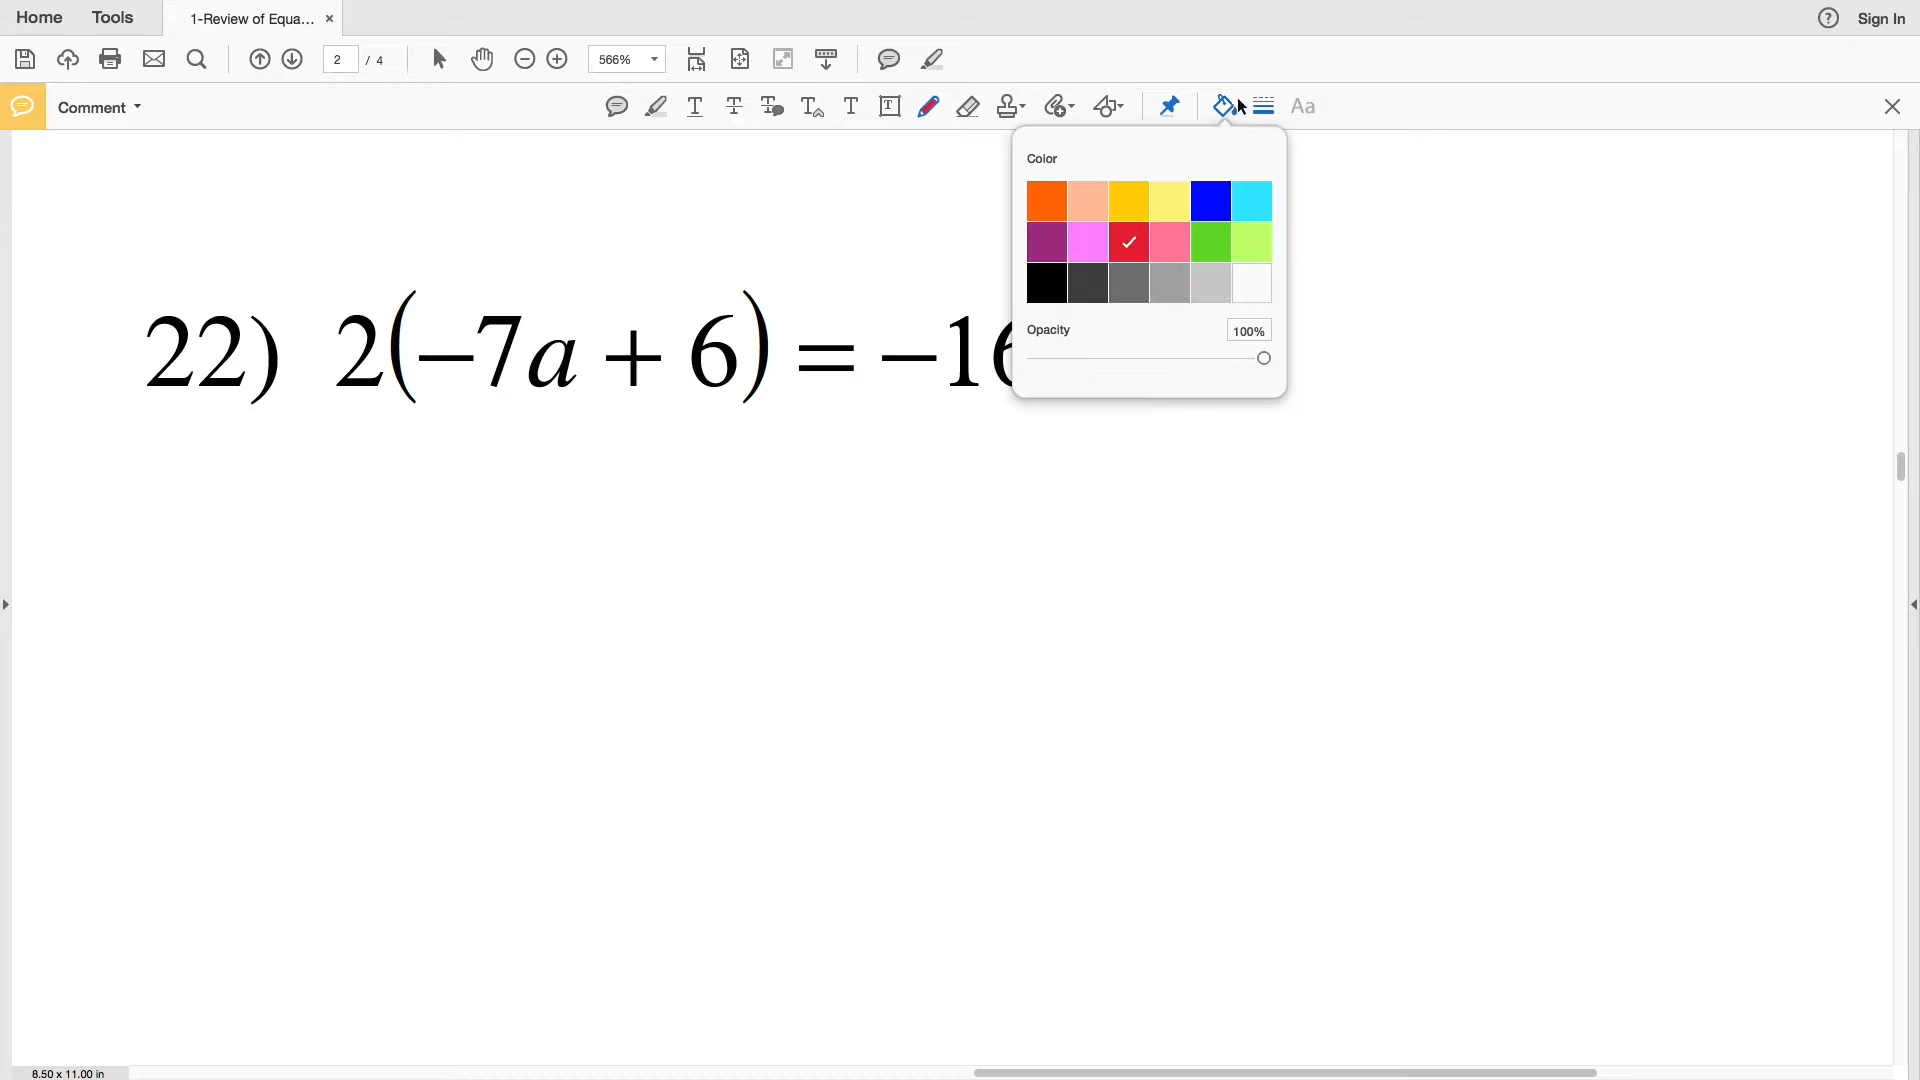 Home Tools 1-Review of Equa... × ? Sign In
2 / 4 566%
Comment T T T T T T Aa
Color
22) 2(−7a + 6) = −16
Opacity 100%
8.50 x 11.00 in